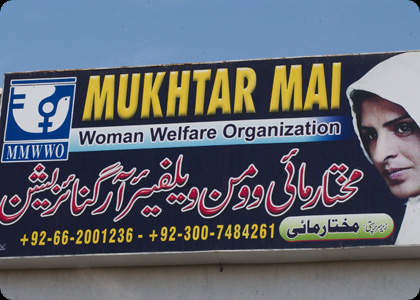 MUKHTAR MAI
Woman Welfare Organization
MMWWO
مختار مائی وومن ویلفیئر آرگنائزیشن
+92-66-2001236 - +92-300-7484261
زیر سرپرستی مختار مائی